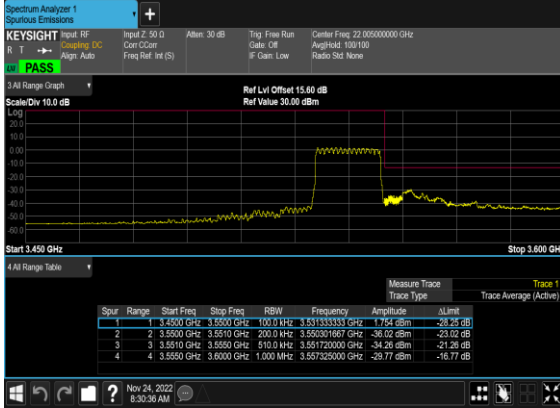 Spectrum Analyzer 1
Spurious Emissions
+
KEYSIGHT Input: RF Input Z: 50 Ω Atten: 30 dB Trig: Free Run Center Freq: 22.005000000 GHz
R T Coupling: DC Corr CCorr Gate: Off Avg|Hold: 100/100
Align: Auto Freq Ref: Int (S) IF Gain: Low Radio Std: None
PASS
3 All Range Graph
Ref Lvl Offset 15.60 dB
Scale/Div 10.0 dB Ref Value 30.00 dBm
Log
20.0
10.0
0.00
-10.0
-20.0
-30.0
-40.0
-50.0
-60.0
Start 3.450 GHz Stop 3.600 GH
4 All Range Table
Measure Trace Trace 1
Trace Type Trace Average (Active)
Spur Range Start Freq Stop Freq RBW Frequency Amplitude ΔLimit
1 1 3.4500 GHz 3.5500 GHz 100.0 kHz 3.531333333 GHz 1.754 dBm -28.25 dB
2 2 3.5500 GHz 3.5510 GHz 200.0 kHz 3.550301667 GHz -36.02 dBm -23.02 dB
3 3 3.5510 GHz 3.5550 GHz 510.0 kHz 3.551720000 GHz -34.26 dBm -21.26 dB
4 4 3.5550 GHz 3.6000 GHz 1.000 MHz 3.557325000 GHz -29.77 dBm -16.77 dB
? Nov 24, 2022
8:30:36 AM